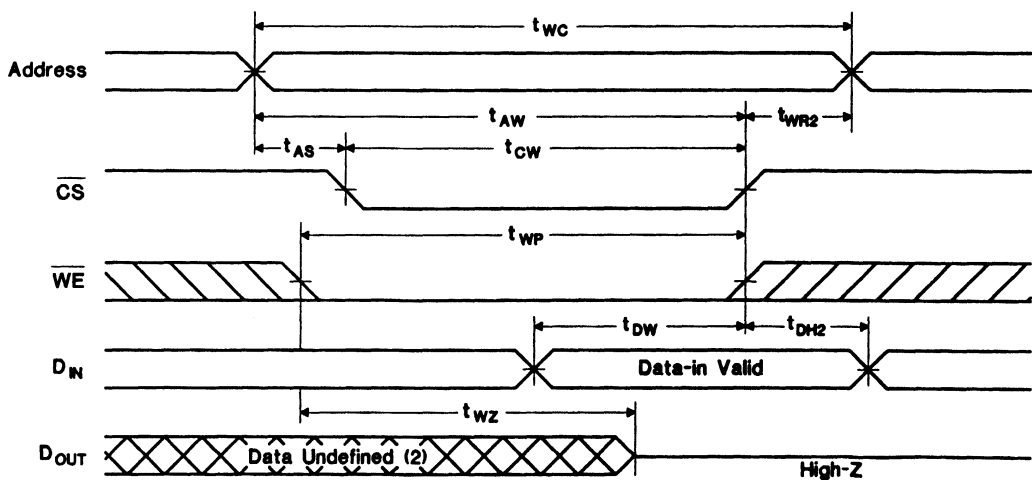 tWC
Address
tAW
tWR2
tAS
tCW
CS
tWP
WE
tDW
tDH2
DIN
Data-in Valid
tWZ
DOUT
Data Undefined (2)
High-Z